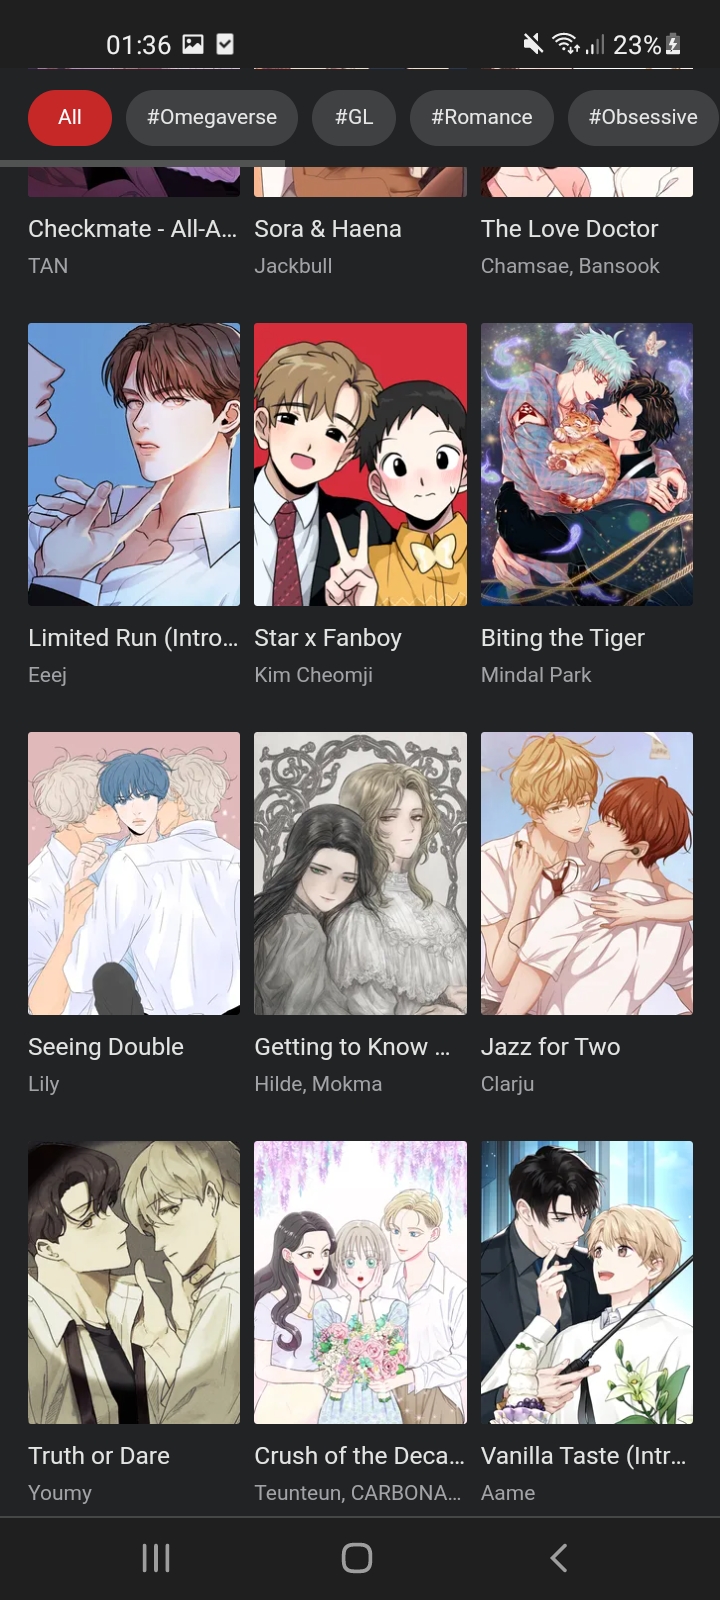 01:36
23%
All
#Omegaverse
#GL
#Romance
#Obsessive
Checkmate - All-A...
Sora & Haena
The Love Doctor
TAN
Jackbull
Chamsae, Bansook
Limited Run (Intro...
Star x Fanboy
Biting the Tiger
Eeej
Kim Cheomji
Mindal Park
Seeing Double
Getting to Know ...
Jazz for Two
Lily
Hilde, Mokma
Clarju
Truth or Dare
Crush of the Deca...
Vanilla Taste (Intr...
Youmy
Teunteun, CARBONA...
Aame